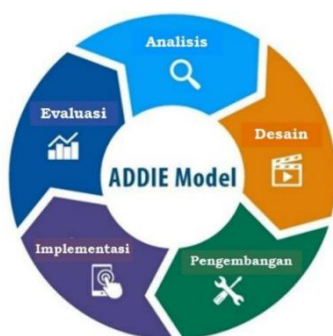 Analisis
Desain
Pengembangan
Implementasi
Evaluasi
ADDIE Model